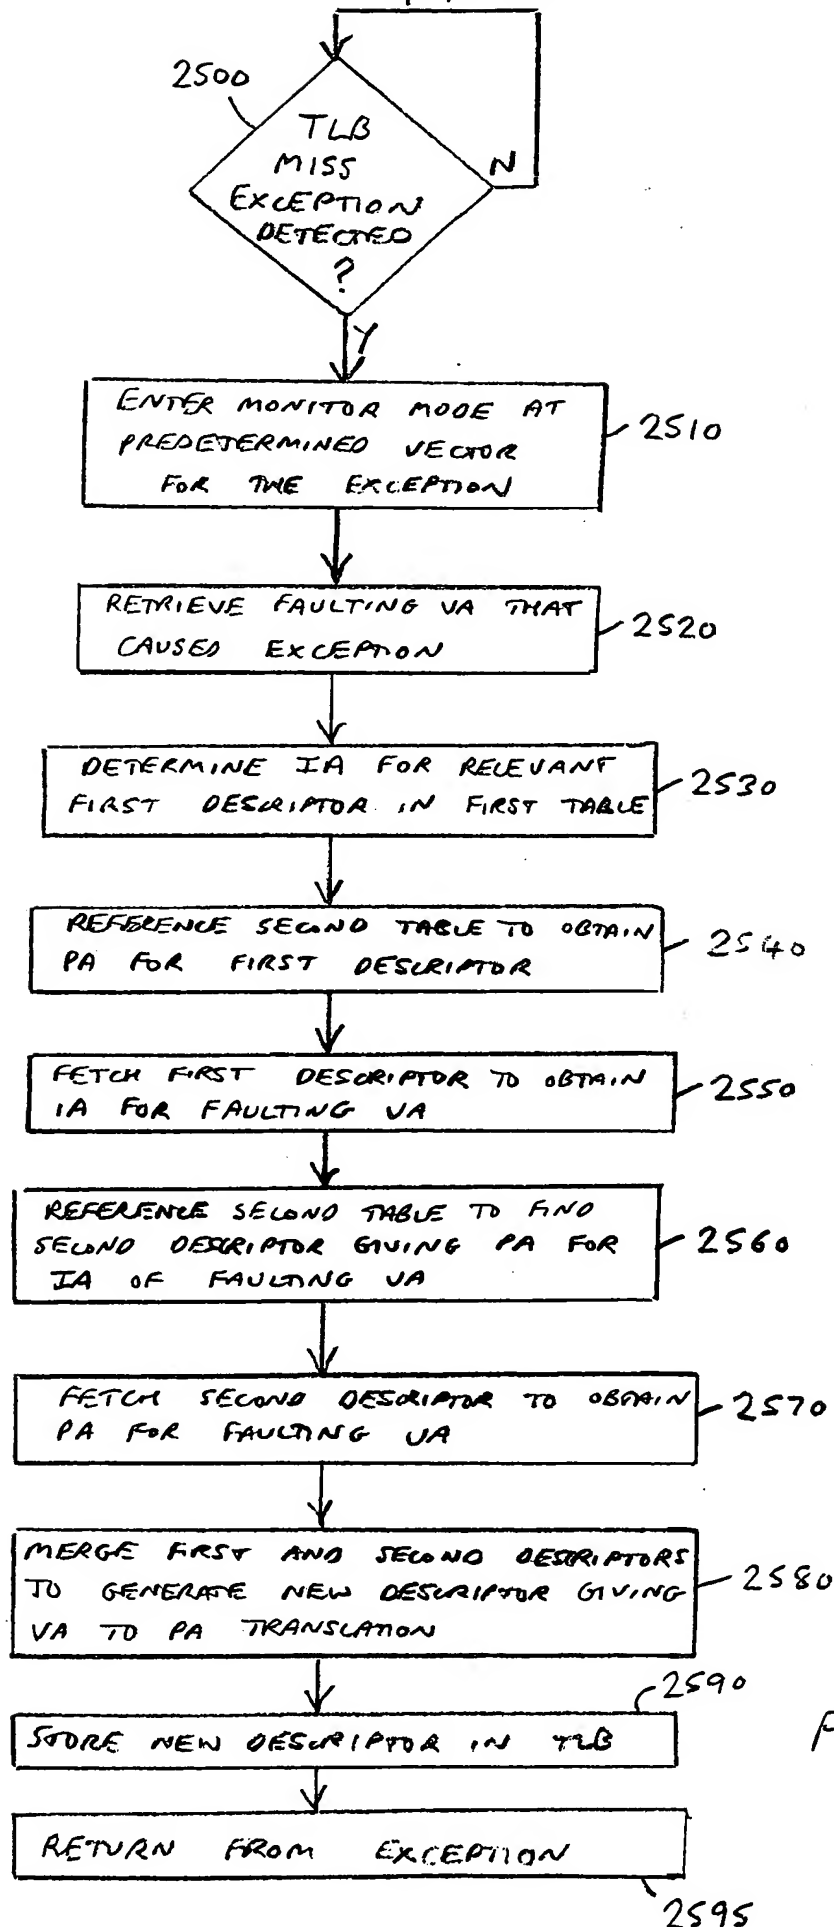 2500
TLB
MISS
EXCEPTION
DETECTED
?
N
Y
ENTER MONITOR MODE AT
PREDETERMINED VECTOR
FOR THE EXCEPTION
2510
RETRIEVE FAULTING VA THAT
CAUSED EXCEPTION
2520
DETERMINE IA FOR RELEVANT
FIRST DESCRIPTOR IN FIRST TABLE
2530
REFERENCE SECOND TABLE TO OBTAIN
PA FOR FIRST DESCRIPTOR
2540
FETCH FIRST DESCRIPTOR TO OBTAIN
IA FOR FAULTING VA
2550
REFERENCE SECOND TABLE TO FIND
SECOND DESCRIPTOR GIVING PA FOR
IA OF FAULTING VA
2560
FETCH SECOND DESCRIPTOR TO OBTAIN
PA FOR FAULTING VA
2570
MERGE FIRST AND SECOND DESCRIPTORS
TO GENERATE NEW DESCRIPTOR GIVING
VA TO PA TRANSLATION
2580
2590
STORE NEW DESCRIPTOR IN TLB
RETURN FROM EXCEPTION
2595